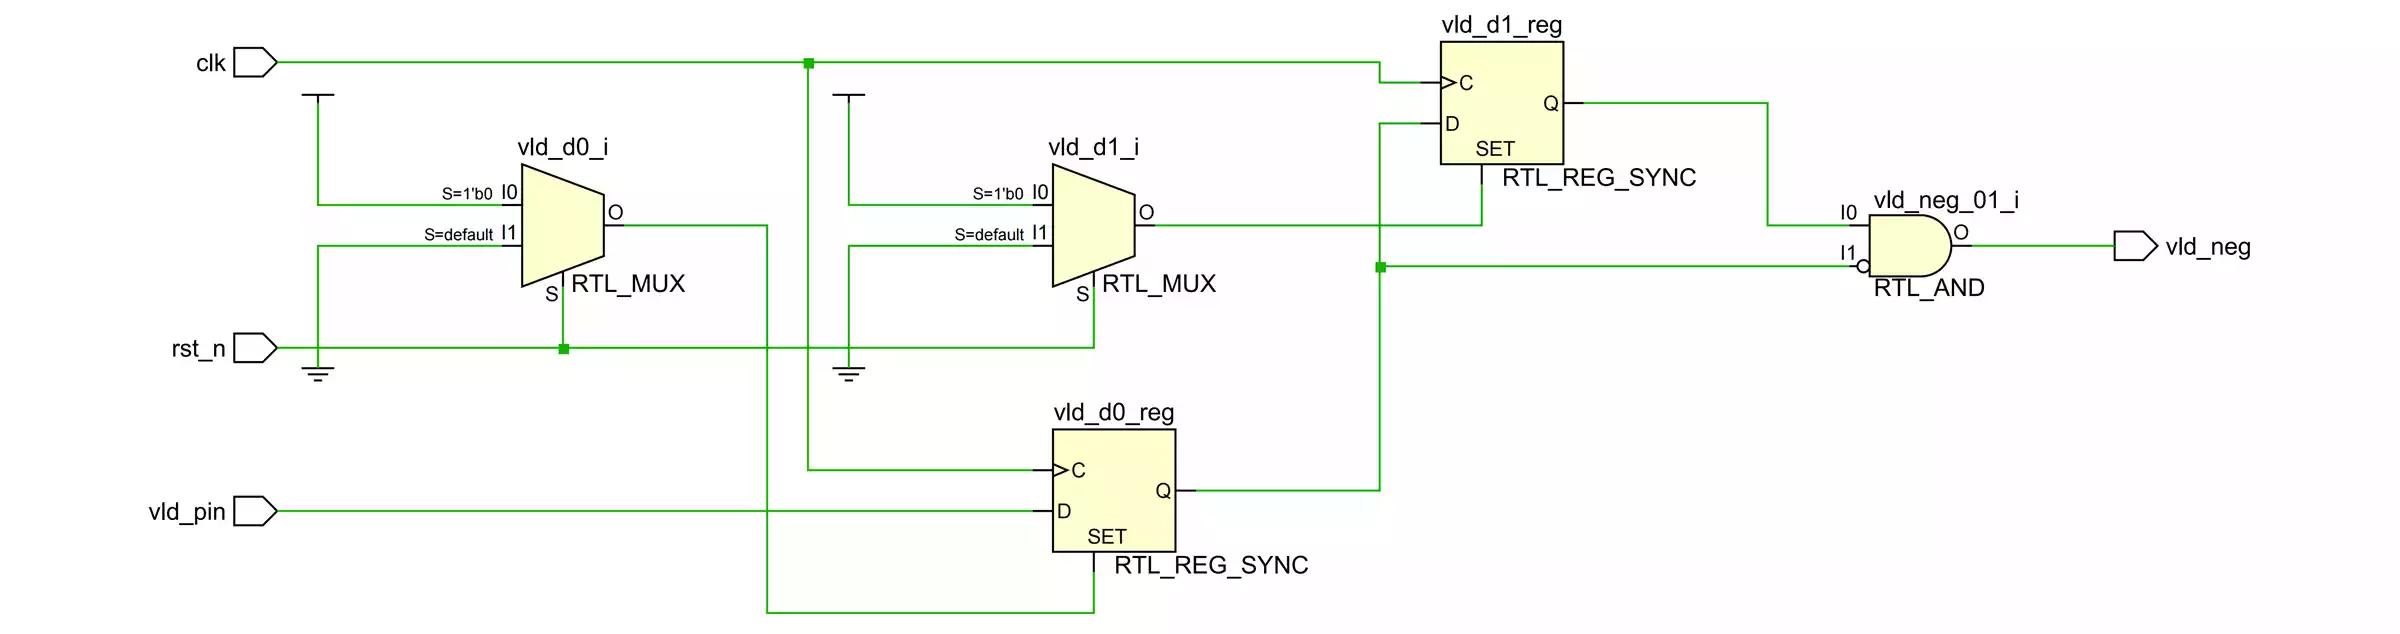 vld_d1_reg
clk
C
Q
D
SET
RTL_REG_SYNC
vld_d0_i
S=1'b0 I0
O
S=default I1
S
RTL_MUX
vld_d1_i
S=1'b0 I0
O
S=default I1
S
RTL_MUX
vld_neg_01_i
I0
O
I1
RTL_AND
vld_neg
rst_n
vld_d0_reg
C
Q
D
SET
RTL_REG_SYNC
vld_pin